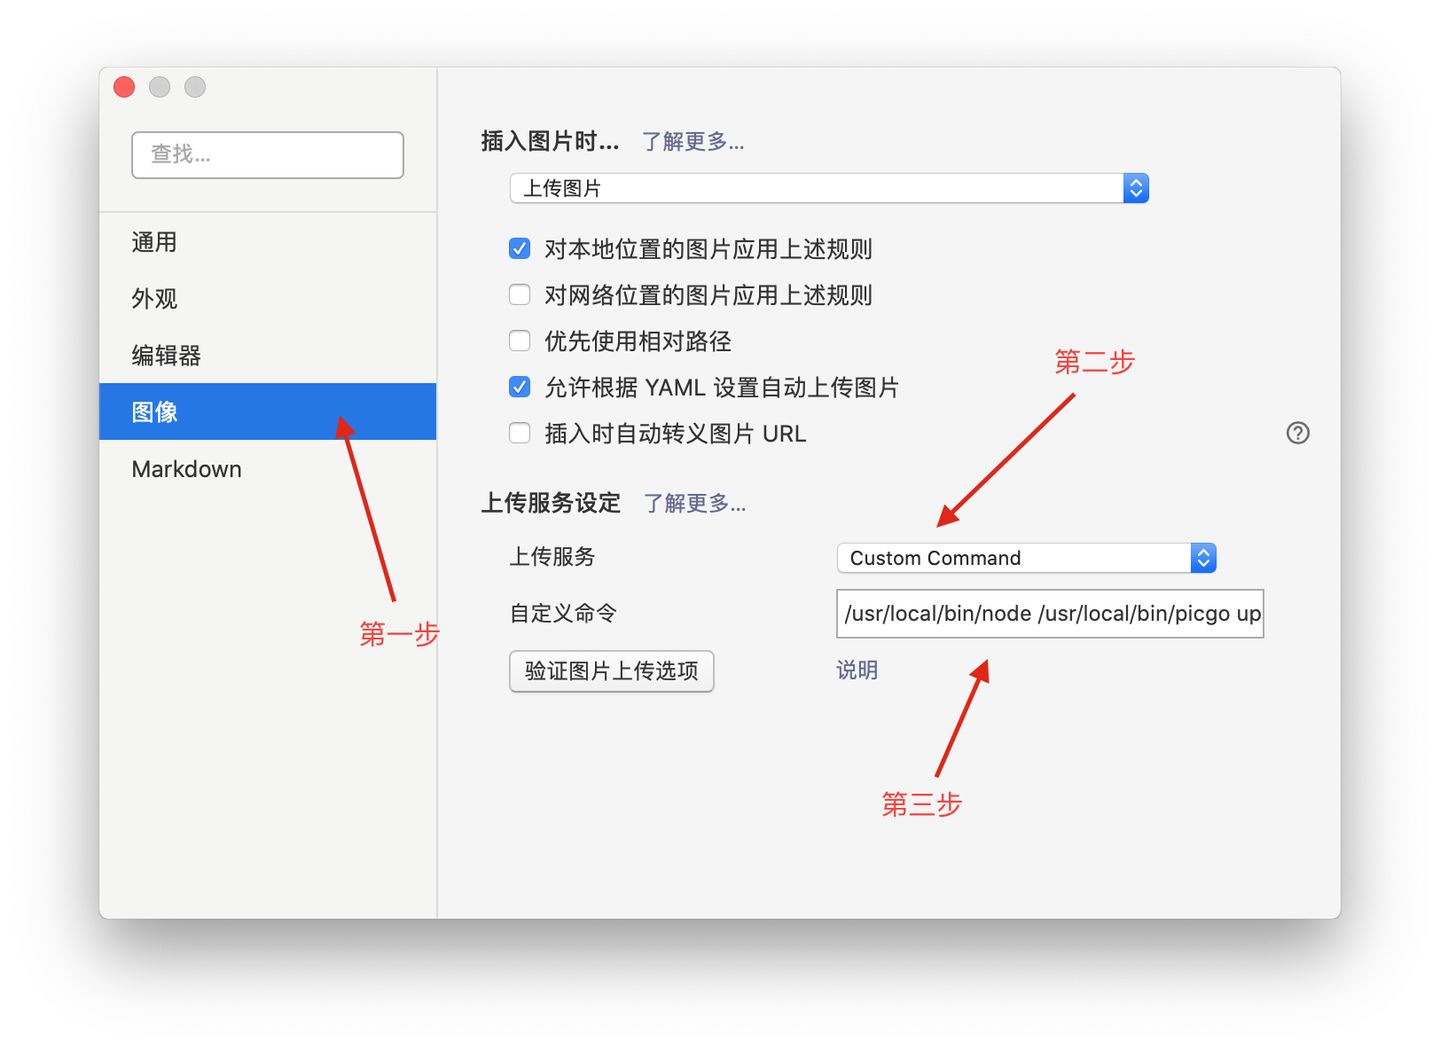 查找...
通用
外观
编辑器
图像
Markdown
插入图片时... 了解更多...
上传图片
对本地位置的图片应用上述规则
对网络位置的图片应用上述规则
优先使用相对路径
允许根据 YAML 设置自动上传图片
插入时自动转义图片 URL
上传服务设定 了解更多...
上传服务 Custom Command
自定义命令 /usr/local/bin/node /usr/local/bin/picgo up
验证图片上传选项 说明
第一步
第二步
第三步